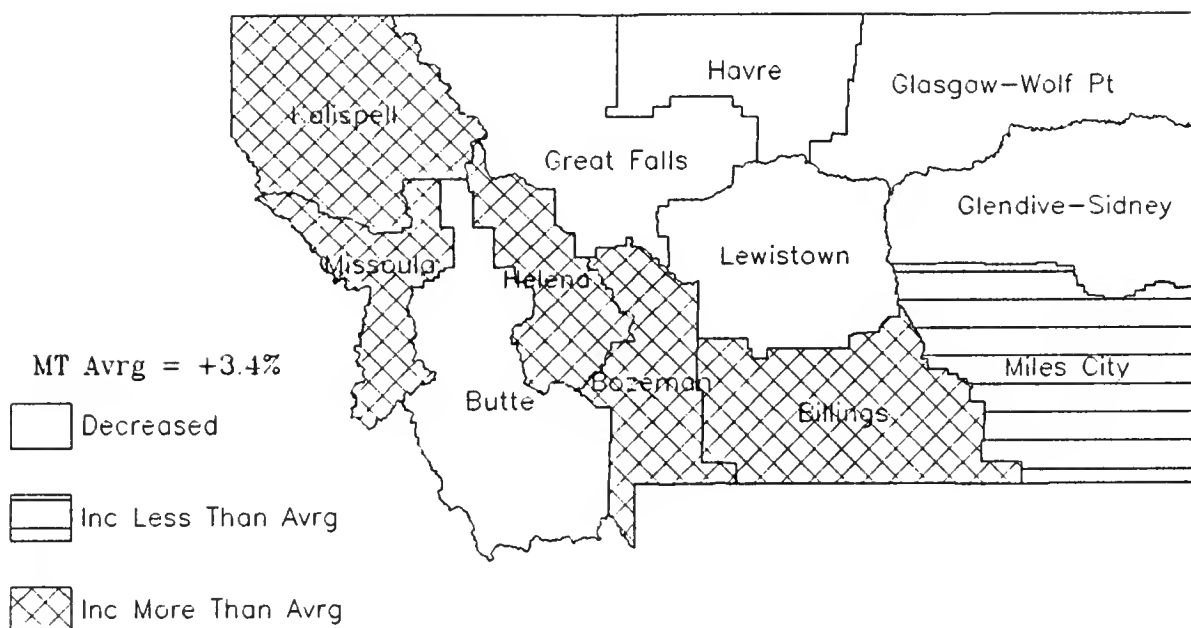 Havre
Glasgow-Wolf Pt
Kalispell
Great Falls
Glendive-Sidney
Lewistown
Missoula
Helena
MT Avrg = +3.4%
Miles City
Bozeman
Butte
Billings
Decreased
Inc Less Than Avrg
Inc More Than Avrg